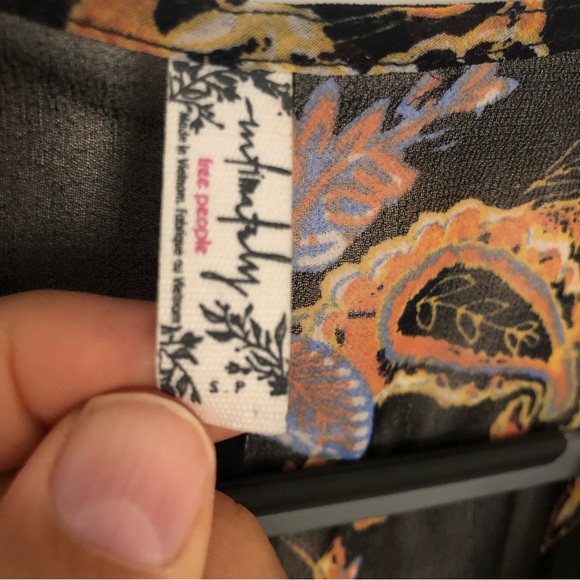 intimately
free people
Made in Vietnam. Fabriqué au Vietnam
S P